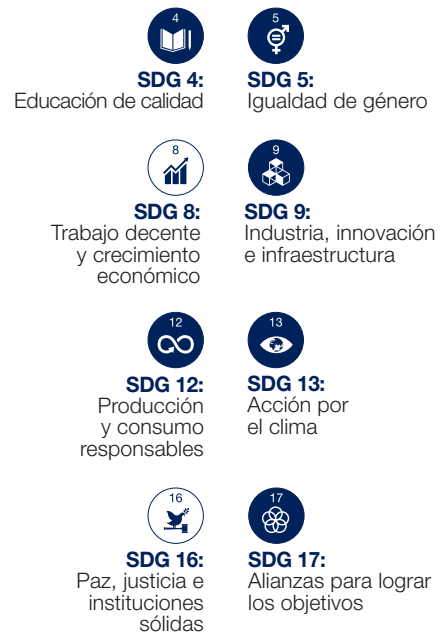 4
SDG 4:
Educación de calidad
5
SDG 5:
Igualdad de género
8
SDG 8:
Trabajo decente
y crecimiento
económico
9
SDG 9:
Industria, innovación
e infraestructura
12
SDG 12:
Producción
y consumo
responsables
13
SDG 13:
Acción por
el clima
16
SDG 16:
Paz, justicia e
instituciones
sólidas
17
SDG 17:
Alianzas para lograr
los objetivos